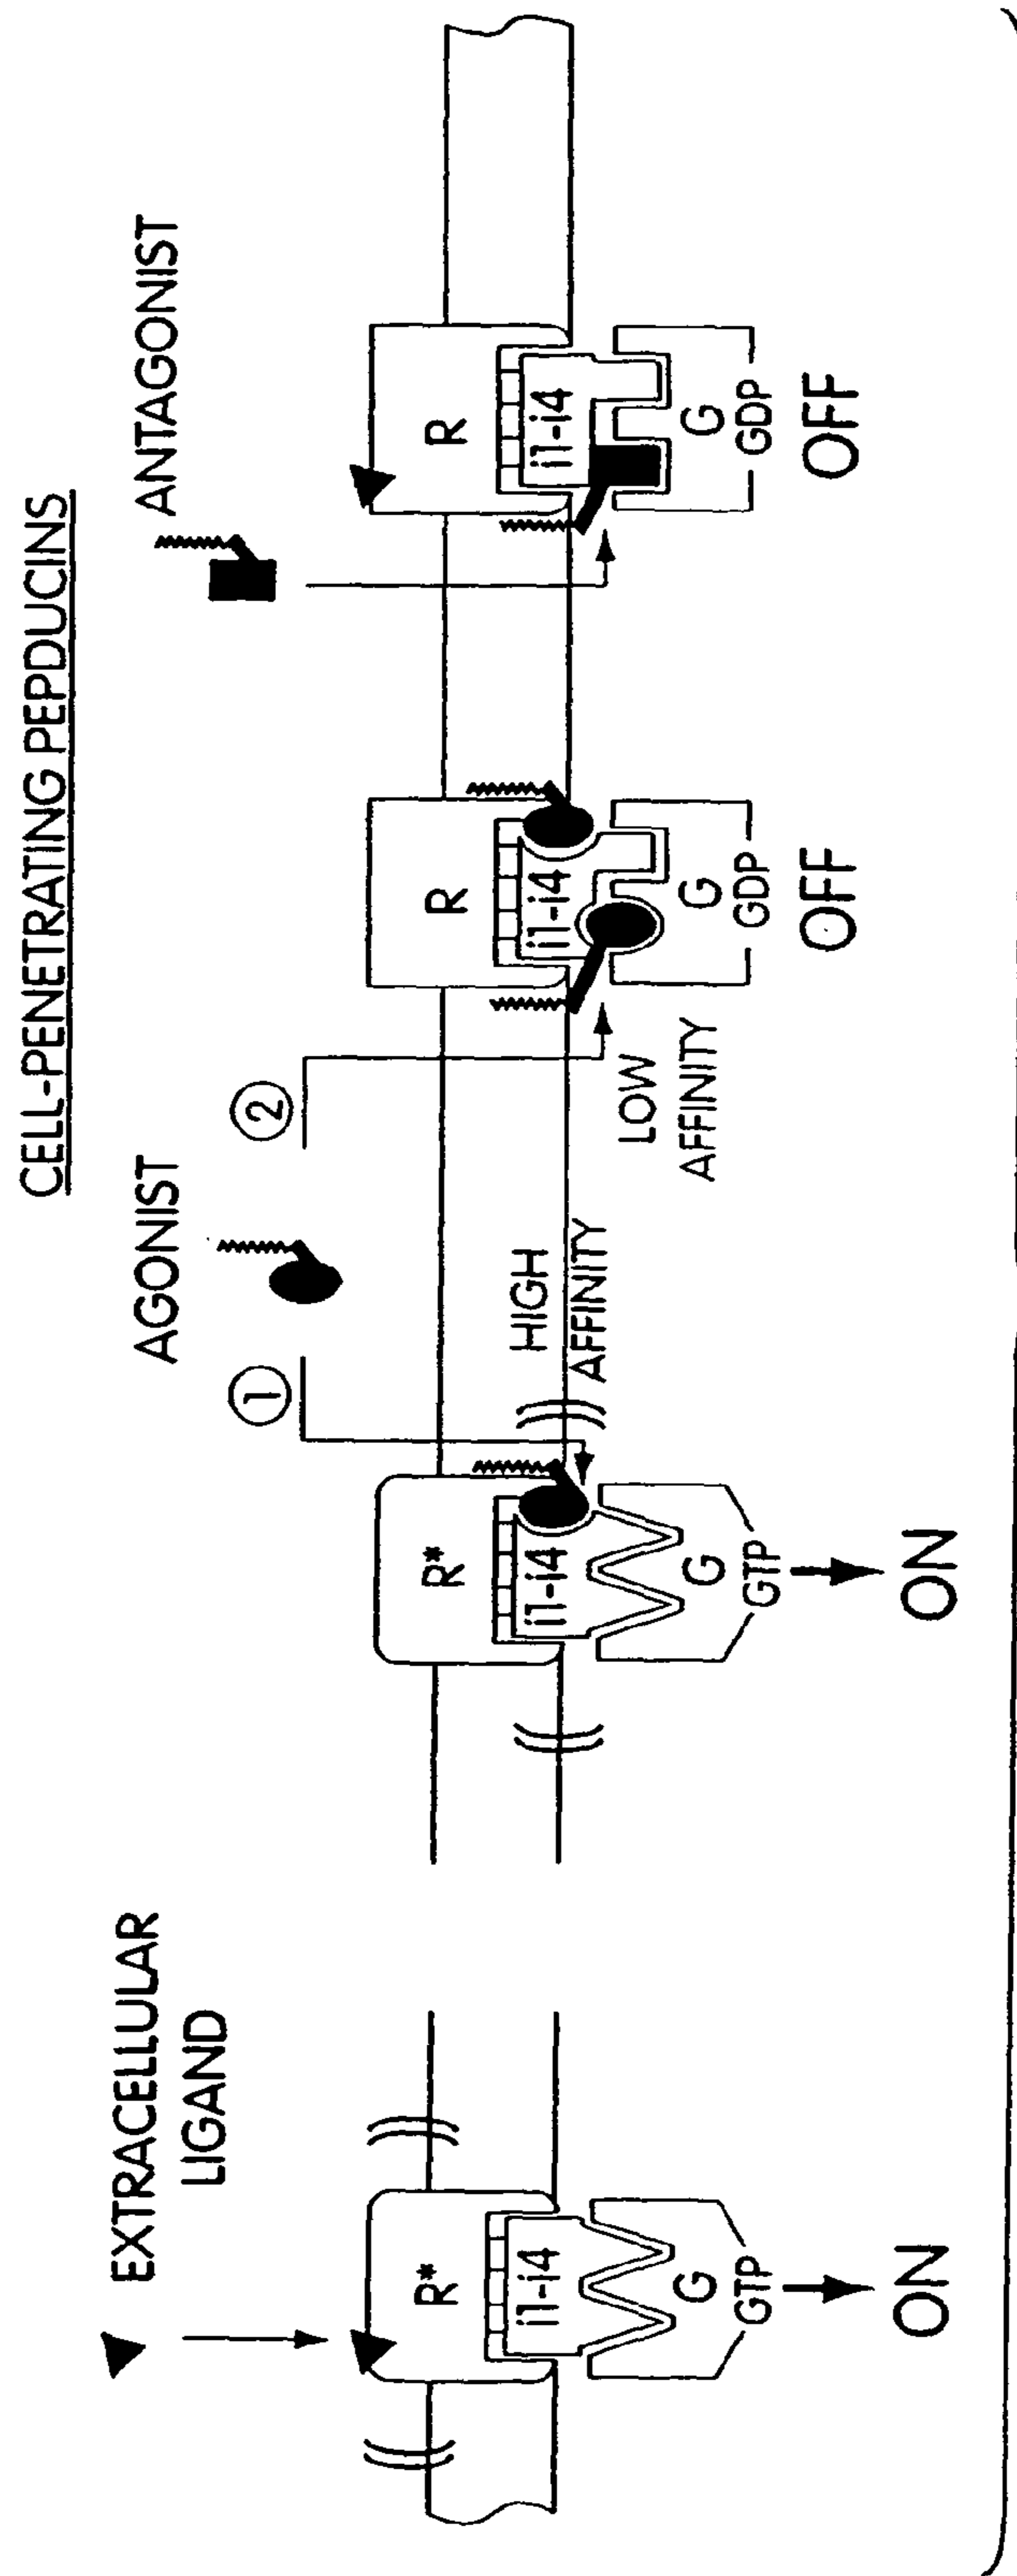 CELL-PENETRATING PEPDUCINS
EXTRACELLULAR
LIGAND
AGONIST
ANTAGONIST
1
2
R*
i1-i4
G
GTP
ON
R*
i1-i4
G
GTP
ON
HIGH
AFFINITY
LOW
AFFINITY
R
i1-i4
G
GDP
OFF
R
i1-i4
G
GDP
OFF